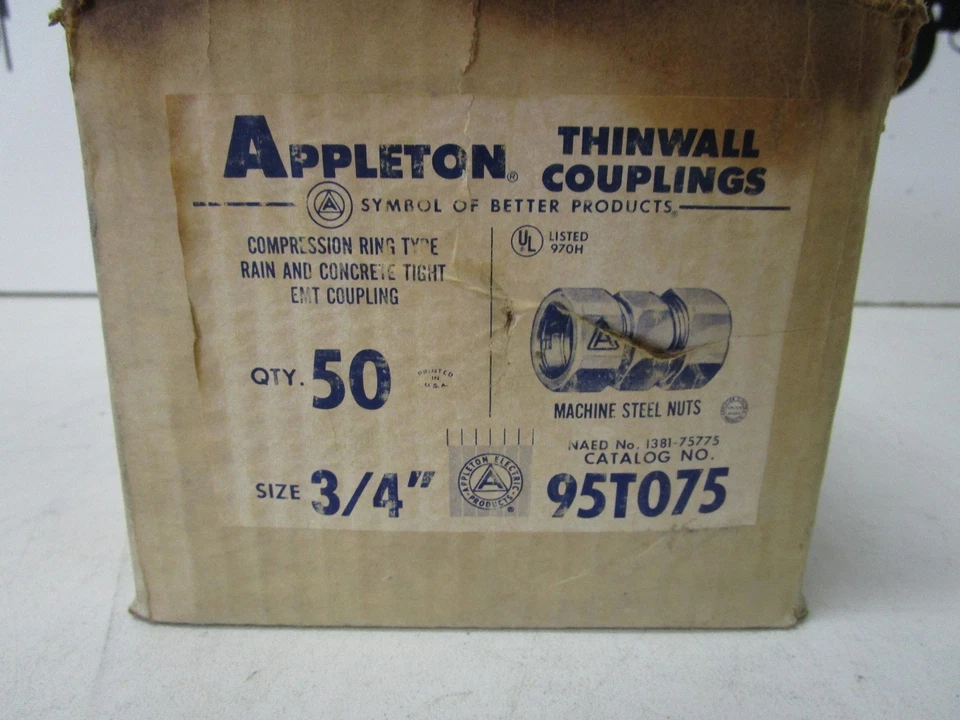 APPLETON®
THINWALL
COUPLINGS
A SYMBOL OF BETTER PRODUCTS®
COMPRESSION RING TYPE
RAIN AND CONCRETE TIGHT
EMT COUPLING
UL LISTED
970H
QTY. 50
PRINTED
IN
U.S.A.
A
MACHINE STEEL NUTS
NAED No. 1381-75775
CATALOG NO.
95T075
SIZE 3/4"
APPLETON ELECTRIC
A
PRODUCTS
®